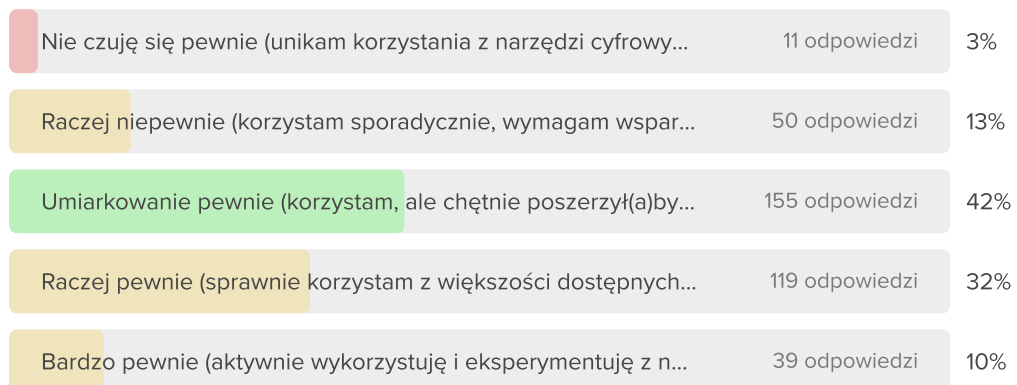 Nie czuję się pewnie (unikam korzystania z narzędzi cyfrowy... 11 odpowiedzi 3%
Raczej niepewnie (korzystam sporadycznie, wymagam wspar... 50 odpowiedzi 13%
Umiarkowanie pewnie (korzystam, ale chętnie poszerzył(a)by... 155 odpowiedzi 42%
Raczej pewnie (sprawnie korzystam z większości dostępnych... 119 odpowiedzi 32%
Bardzo pewnie (aktywnie wykorzystuję i eksperymentuję z n... 39 odpowiedzi 10%